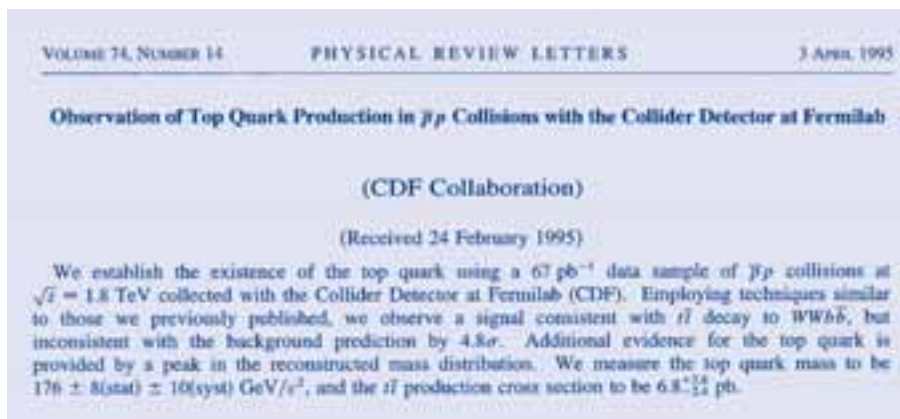 VOLUME 74, NUMBER 14 PHYSICAL REVIEW LETTERS 3 APRIL 1995
Observation of Top Quark Production in p̅p Collisions with the Collider Detector at Fermilab
(CDF Collaboration)
(Received 24 February 1995)
We establish the existence of the top quark using a 67 pb⁻¹ data sample of p̅p collisions at
√s = 1.8 TeV collected with the Collider Detector at Fermilab (CDF). Employing techniques similar
to those we previously published, we observe a signal consistent with tt̅ decay to WWbb̅, but
inconsistent with the background prediction by 4.8σ. Additional evidence for the top quark is
provided by a peak in the reconstructed mass distribution. We measure the top quark mass to be
176 ± 8(stat) ± 10(syst) GeV/c², and the tt̅ production cross section to be 6.8 pb.